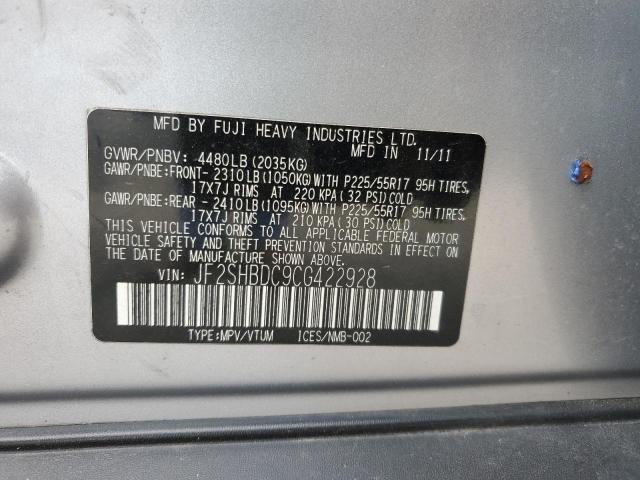 MFD BY FUJI HEAVY INDUSTRIES LTD.
MFD IN 11/11
GVWR/PNBV: 4480LB (2035KG)
GAWR/PNBE:FRONT- 2310LB(1050KG)WITH P225/55R17 95H TIRES,
17X7J RIMS AT 220 KPA( 32 PSI)COLD
GAWR/PNBE:REAR - 2410LB(1095KG)WITH P225/55R17 95H TIRES,
17X7J RIMS AT 210 KPA( 30 PSI)COLD
THIS VEHICLE CONFORMS TO ALL APPLICABLE FEDERAL MOTOR
VEHICLE SAFETY AND THEFT PREVENTION STANDARDS IN EFFECT ON
THE DATE OF MANUFACTURE SHOWN ABOVE.
VIN: JF2SHBDC9CG422928
TYPE:MPV/VTUM ICES/NMB-002